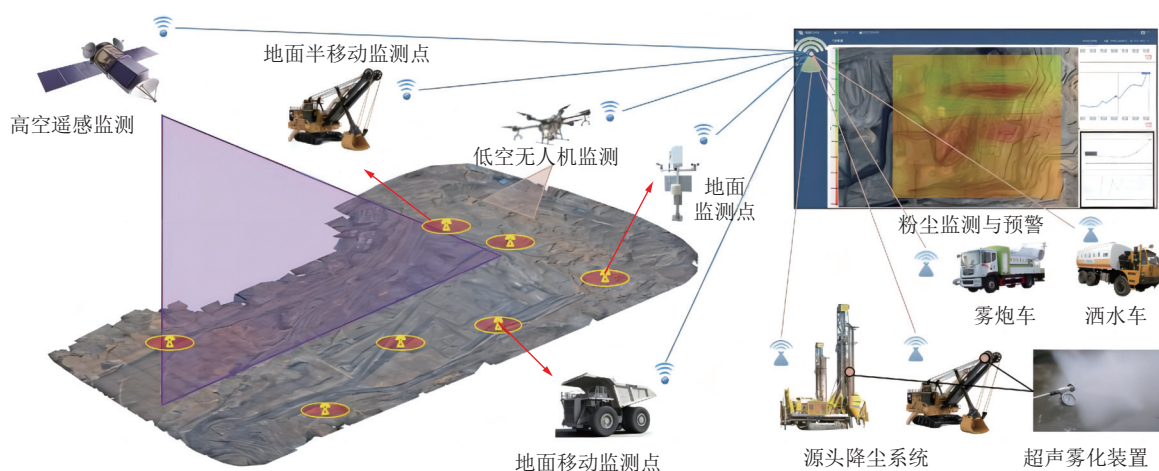 地面半移动监测点
高空遥感监测
低空无人机监测
地面
监测点
粉尘监测与预警
雾炮车
洒水车
地面移动监测点
源头降尘系统
超声雾化装置